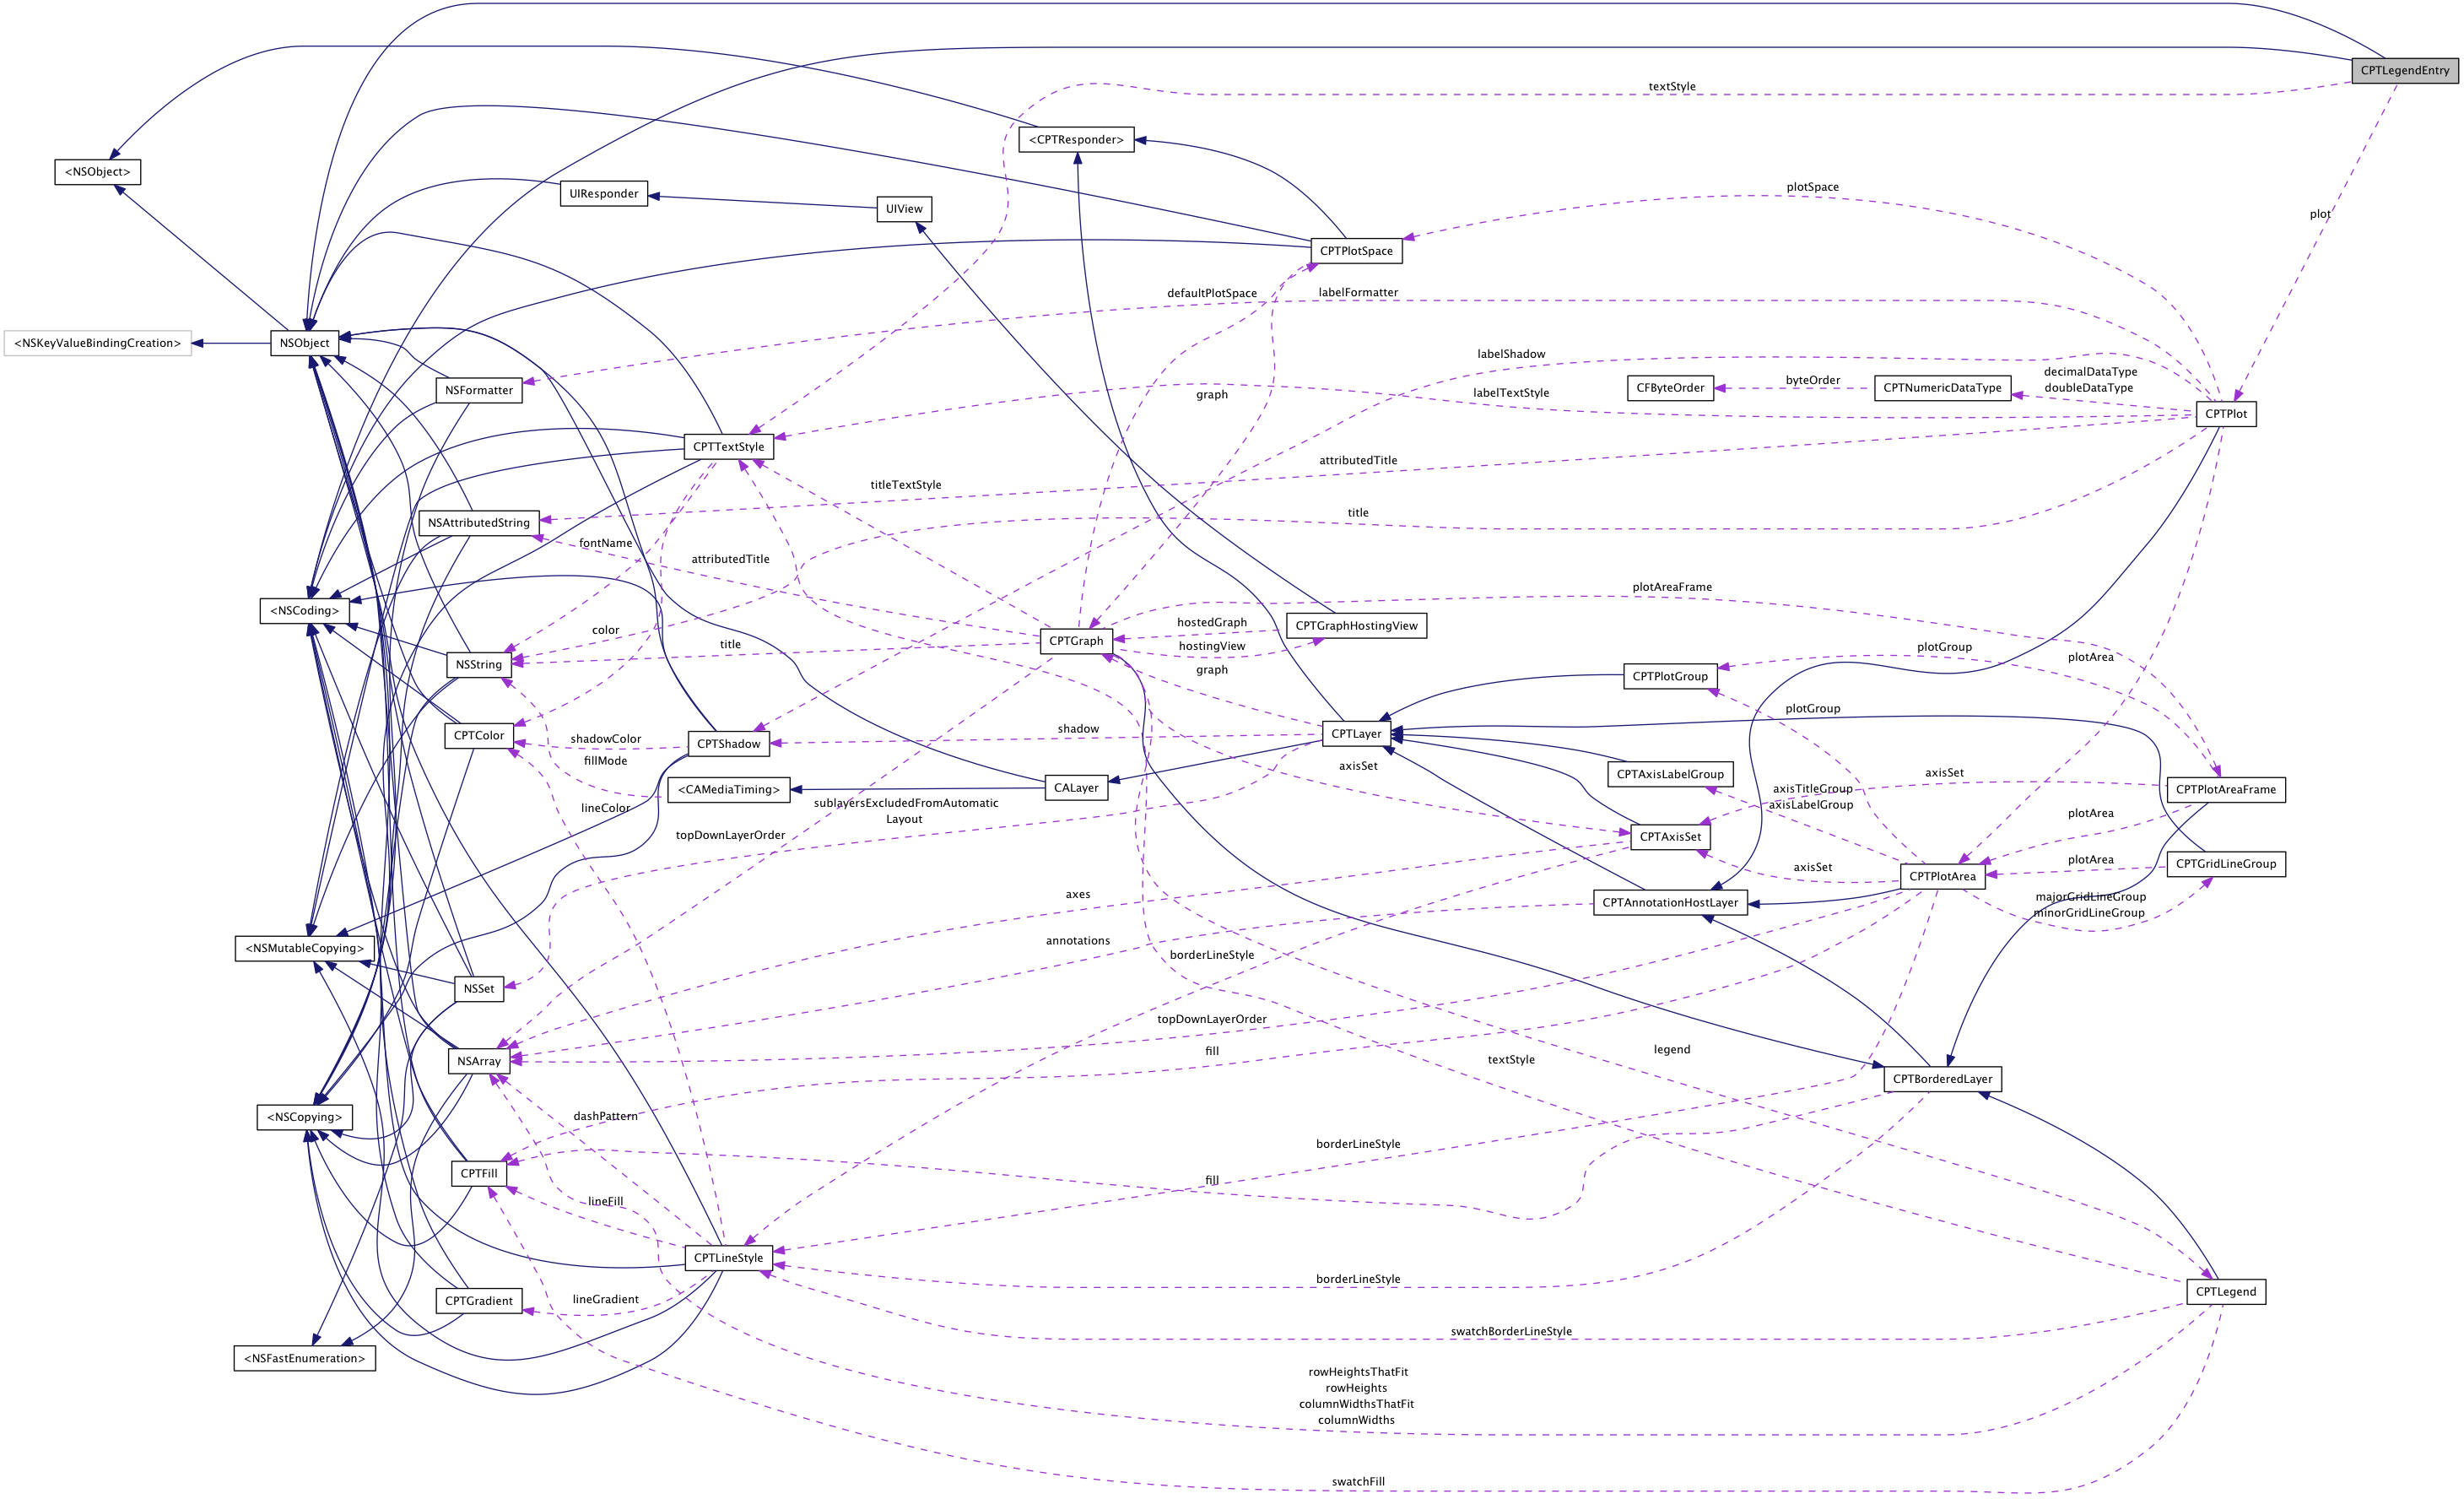 CPTLegendEntry
textStyle
<CPTResponder>
<NSObject>
plotSpace
UIResponder
UIView
plot
CPTPlotSpace
defaultPlotSpace
labelFormatter
<NSKeyValueBindingCreation>
NSObject
labelShadow
decimalDataType
doubleDataType
byteOrder
NSFormatter
CFByteOrder
CPTNumericDataType
graph
labelTextStyle
CPTPlot
CPTTextStyle
attributedTitle
titleTextStyle
title
NSAttributedString
fontName
attributedTitle
plotAreaFrame
<NSCoding>
hostedGraph
CPTGraphHostingView
color
CPTGraph
title
hostingView
plotGroup
plotArea
NSString
graph
CPTPlotGroup
plotGroup
CPTColor
shadowColor
fillMode
CPTShadow
shadow
CPTLayer
axisSet
CPTAxisLabelGroup
axisSet
<CAMediaTiming>
CALayer
axisTitleGroup
axisLabelGroup
CPTPlotAreaFrame
lineColor
sublayersExcludedFromAutomatic
Layout
topDownLayerOrder
plotArea
CPTAxisSet
plotArea
CPTGridLineGroup
axisSet
CPTPlotArea
axes
CPTAnnotationHostLayer
majorGridLineGroup
minorGridLineGroup
<NSMutableCopying>
annotations
borderLineStyle
NSSet
topDownLayerOrder
fill
legend
textStyle
NSArray
CPTBorderedLayer
<NSCopying>
dashPattern
borderLineStyle
CPTFill
fill
lineFill
CPTLineStyle
borderLineStyle
CPTGradient
lineGradient
CPTLegend
swatchBorderLineStyle
<NSFastEnumeration>
rowHeightsThatFit
rowHeights
columnWidthsThatFit
columnWidths
swatchFill